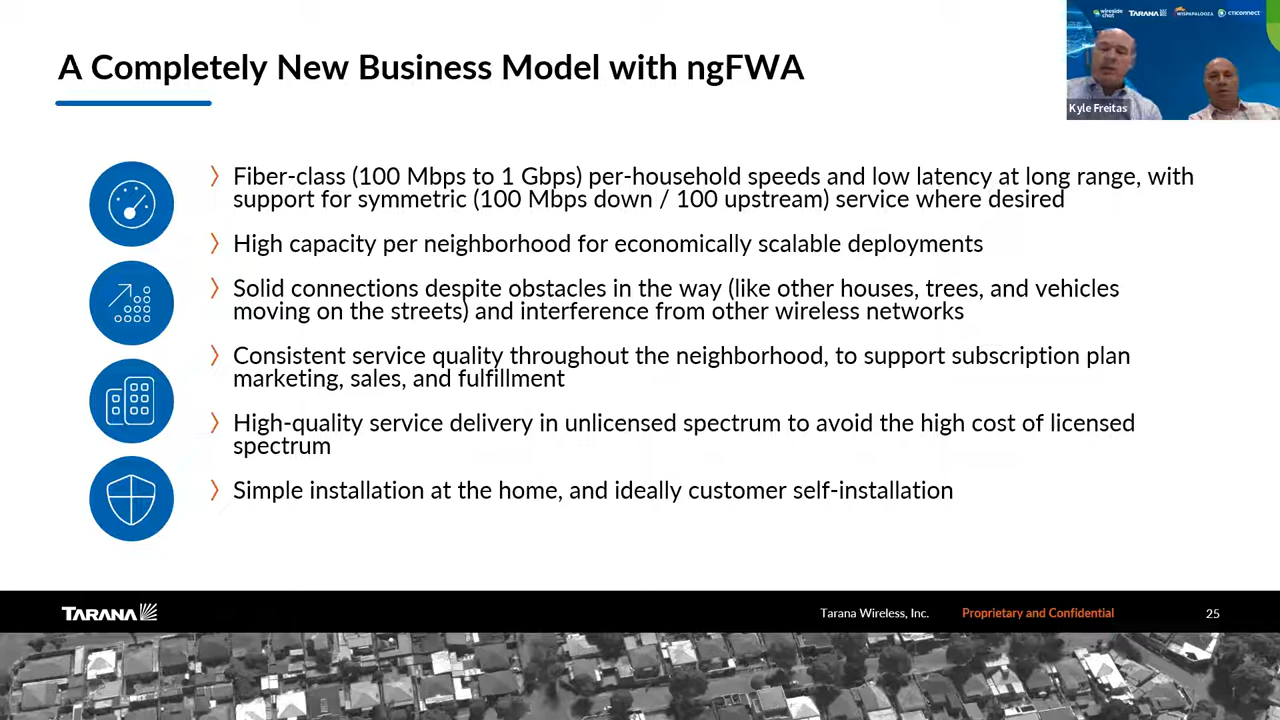 A Completely New Business Model with ngFWA
wireside chat
TARANA
WISPAPALOOZA
CTICONNECT
Kyle Freitas
Fiber-class (100 Mbps to 1 Gbps) per-household speeds and low latency at long range, with
support for symmetric (100 Mbps down / 100 upstream) service where desired
High capacity per neighborhood for economically scalable deployments
Solid connections despite obstacles in the way (like other houses, trees, and vehicles
moving on the streets) and interference from other wireless networks
Consistent service quality throughout the neighborhood, to support subscription plan
marketing, sales, and fulfillment
High-quality service delivery in unlicensed spectrum to avoid the high cost of licensed
spectrum
Simple installation at the home, and ideally customer self-installation
TARANA
Tarana Wireless, Inc.
Proprietary and Confidential
25